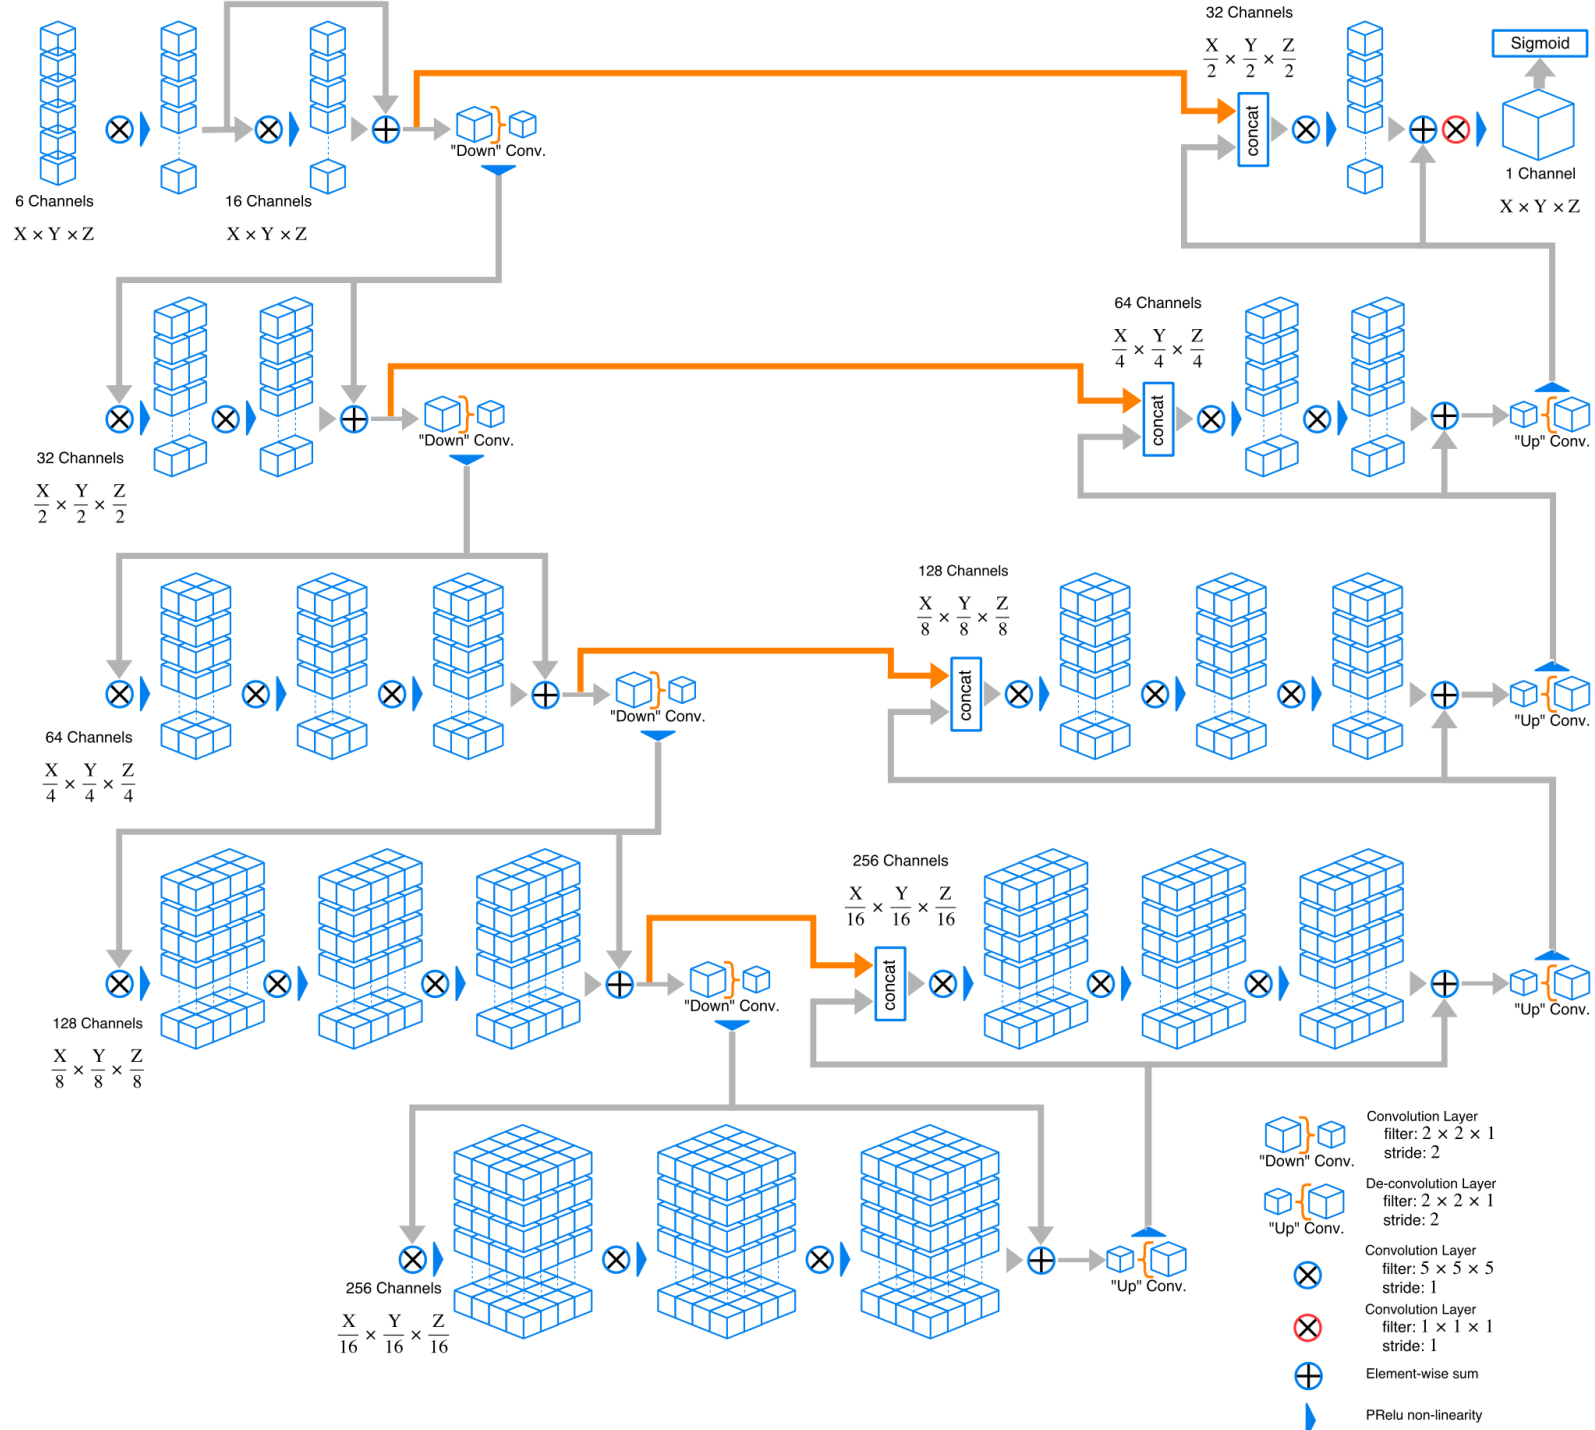 6 Channels
X × Y × Z
16 Channels
X × Y × Z
"Down" Conv.
32 Channels
X/2 × Y/2 × Z/2
concat
Sigmoid
1 Channel
X × Y × Z
32 Channels
X/2 × Y/2 × Z/2
"Down" Conv.
64 Channels
X/4 × Y/4 × Z/4
concat
"Up" Conv.
64 Channels
X/4 × Y/4 × Z/4
"Down" Conv.
128 Channels
X/8 × Y/8 × Z/8
concat
"Up" Conv.
128 Channels
X/8 × Y/8 × Z/8
"Down" Conv.
256 Channels
X/16 × Y/16 × Z/16
concat
"Up" Conv.
256 Channels
X/16 × Y/16 × Z/16
"Up" Conv.
"Down" Conv.
Convolution Layer
filter: 2 × 2 × 1
stride: 2
"Up" Conv.
De-convolution Layer
filter: 2 × 2 × 1
stride: 2
Convolution Layer
filter: 5 × 5 × 5
stride: 1
Convolution Layer
filter: 1 × 1 × 1
stride: 1
Element-wise sum
PRelu non-linearity